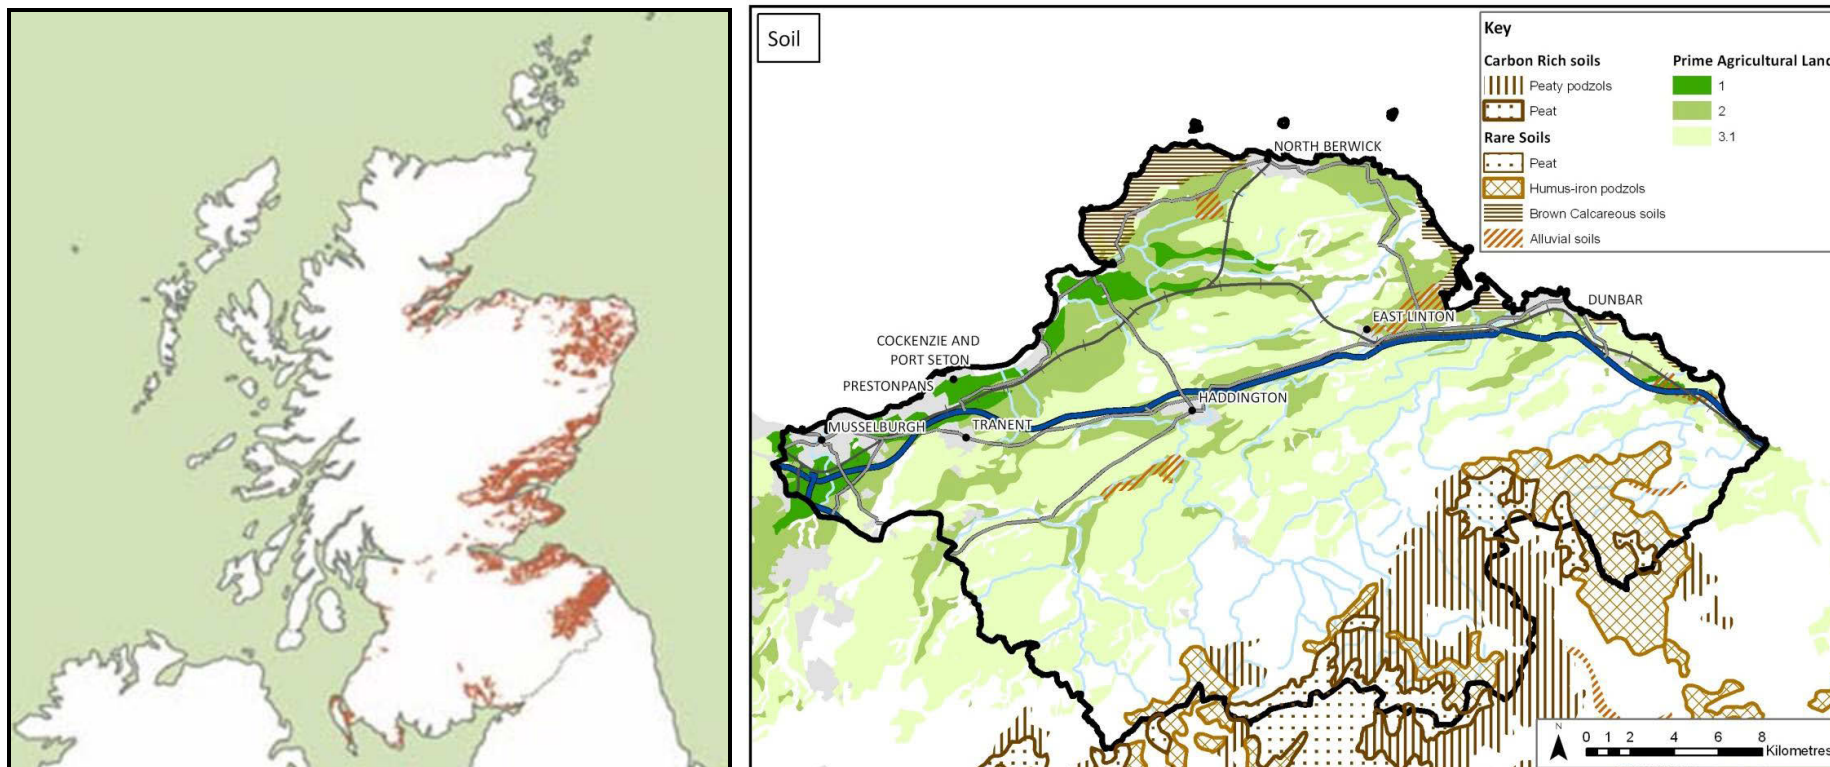 Soil
Key
Carbon Rich soils
Peaty podzols
Peat
Rare Soils
Peat
Humus-iron podzols
Brown Calcareous soils
Alluvial soils
Prime Agricultural Land
1
2
3.1
NORTH BERWICK
DUNBAR
EAST LINTON
COCKENZIE AND
PORT SETON
PRESTONPANS
HADDINGTON
MUSSELBURGH
TRANENT
N
0 1 2 4 6 8
Kilometres